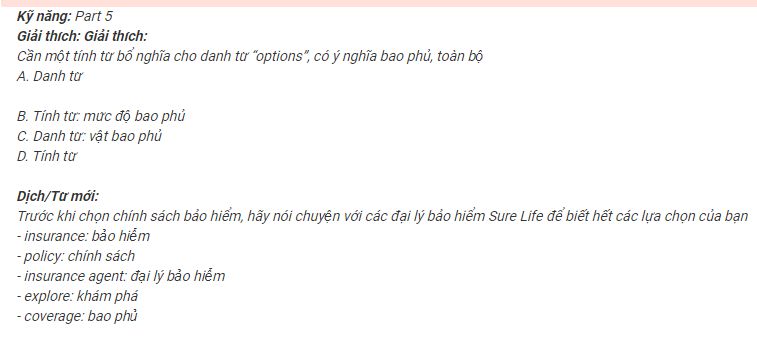 Kỹ năng: Part 5
Giải thích: Giải thích:
Cần một tính từ bổ nghĩa cho danh từ “options”, có ý nghĩa bao phủ, toàn bộ
A. Danh từ
B. Tính từ: mức độ bao phủ
C. Danh từ: vật bao phủ
D. Tính từ
Dịch/Từ mới:
Trước khi chọn chính sách bảo hiểm, hãy nói chuyện với các đại lý bảo hiểm Sure Life để biết hết các lựa chọn của bạn
- insurance: bảo hiểm
- policy: chính sách
- insurance agent: đại lý bảo hiểm
- explore: khám phá
- coverage: bao phủ